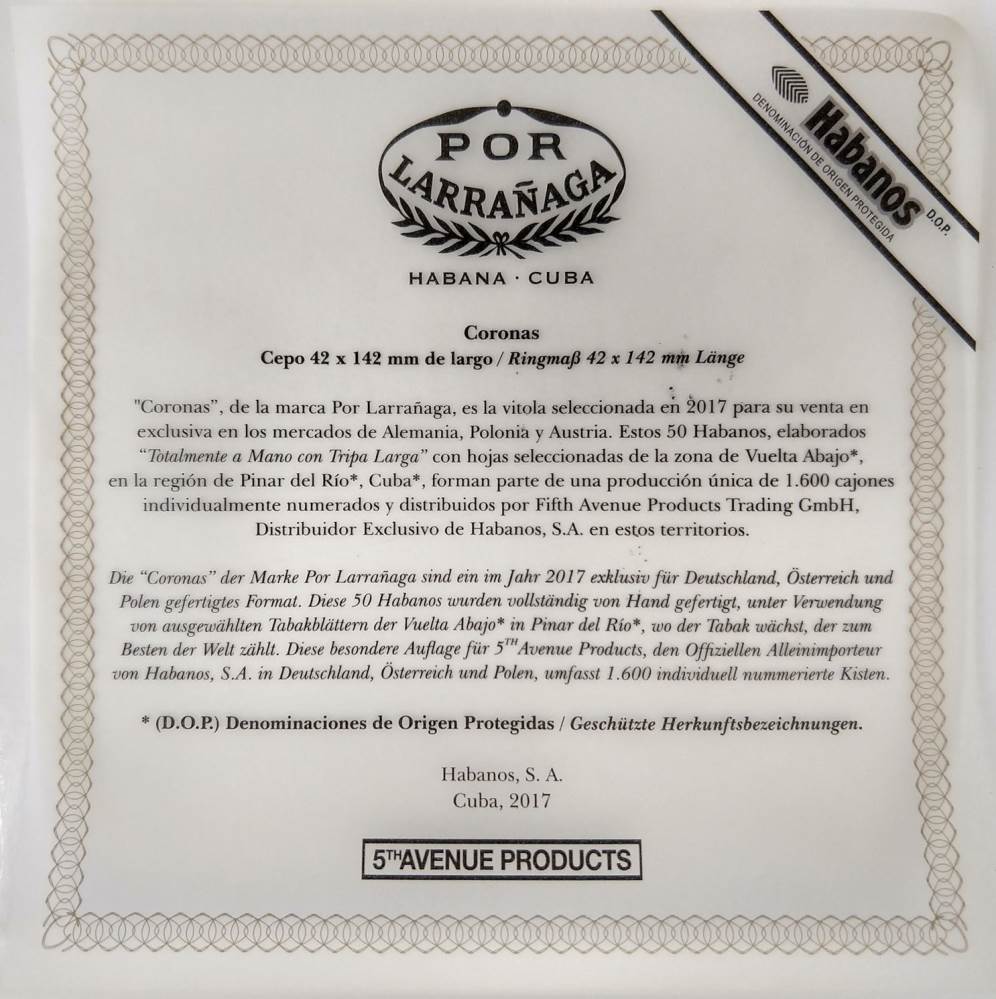 POR
LARRAÑAGA
HABANA · CUBA
Habanos D.O.P.
DENOMINACIÓN DE ORIGEN PROTEGIDA
Coronas
Cepo 42 x 142 mm de largo / Ringmaß 42 x 142 mm Länge
"Coronas”, de la marca Por Larrañaga, es la vitola seleccionada en 2017 para su venta en
exclusiva en los mercados de Alemania, Polonia y Austria. Estos 50 Habanos, elaborados
“Totalmente a Mano con Tripa Larga” con hojas seleccionadas de la zona de Vuelta Abajo*,
en la región de Pinar del Río*, Cuba*, forman parte de una producción única de 1.600 cajones
individualmente numerados y distribuidos por Fifth Avenue Products Trading GmbH,
Distribuidor Exclusivo de Habanos, S.A. en estos territorios.
Die “Coronas” der Marke Por Larrañaga sind ein im Jahr 2017 exklusiv für Deutschland, Österreich und
Polen gefertigtes Format. Diese 50 Habanos wurden vollständig von Hand gefertigt, unter Verwendung
von ausgewählten Tabakblättern der Vuelta Abajo* in Pinar del Río*, wo der Tabak wächst, der zum
Besten der Welt zählt. Diese besondere Auflage für 5TH Avenue Products, den Offiziellen Alleinimporteur
von Habanos, S.A. in Deutschland, Österreich und Polen, umfasst 1.600 individuell nummerierte Kisten.
* (D.O.P.) Denominaciones de Origen Protegidas / Geschützte Herkunftsbezeichnungen.
Habanos, S. A.
Cuba, 2017
5TH AVENUE PRODUCTS